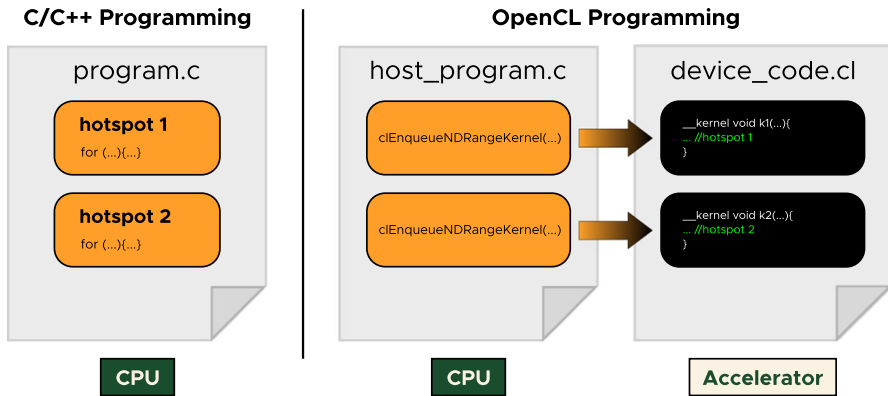 C/C++ Programming
program.c
hotspot 1
for (...){...}
hotspot 2
for (...){...}
CPU
OpenCL Programming
host_program.c
clEnqueueNDRangeKernel(...)
clEnqueueNDRangeKernel(...)
CPU
device_code.cl
__kernel void k1(...){
... //hotspot 1
}
__kernel void k2(...){
... //hotspot 2
}
Accelerator